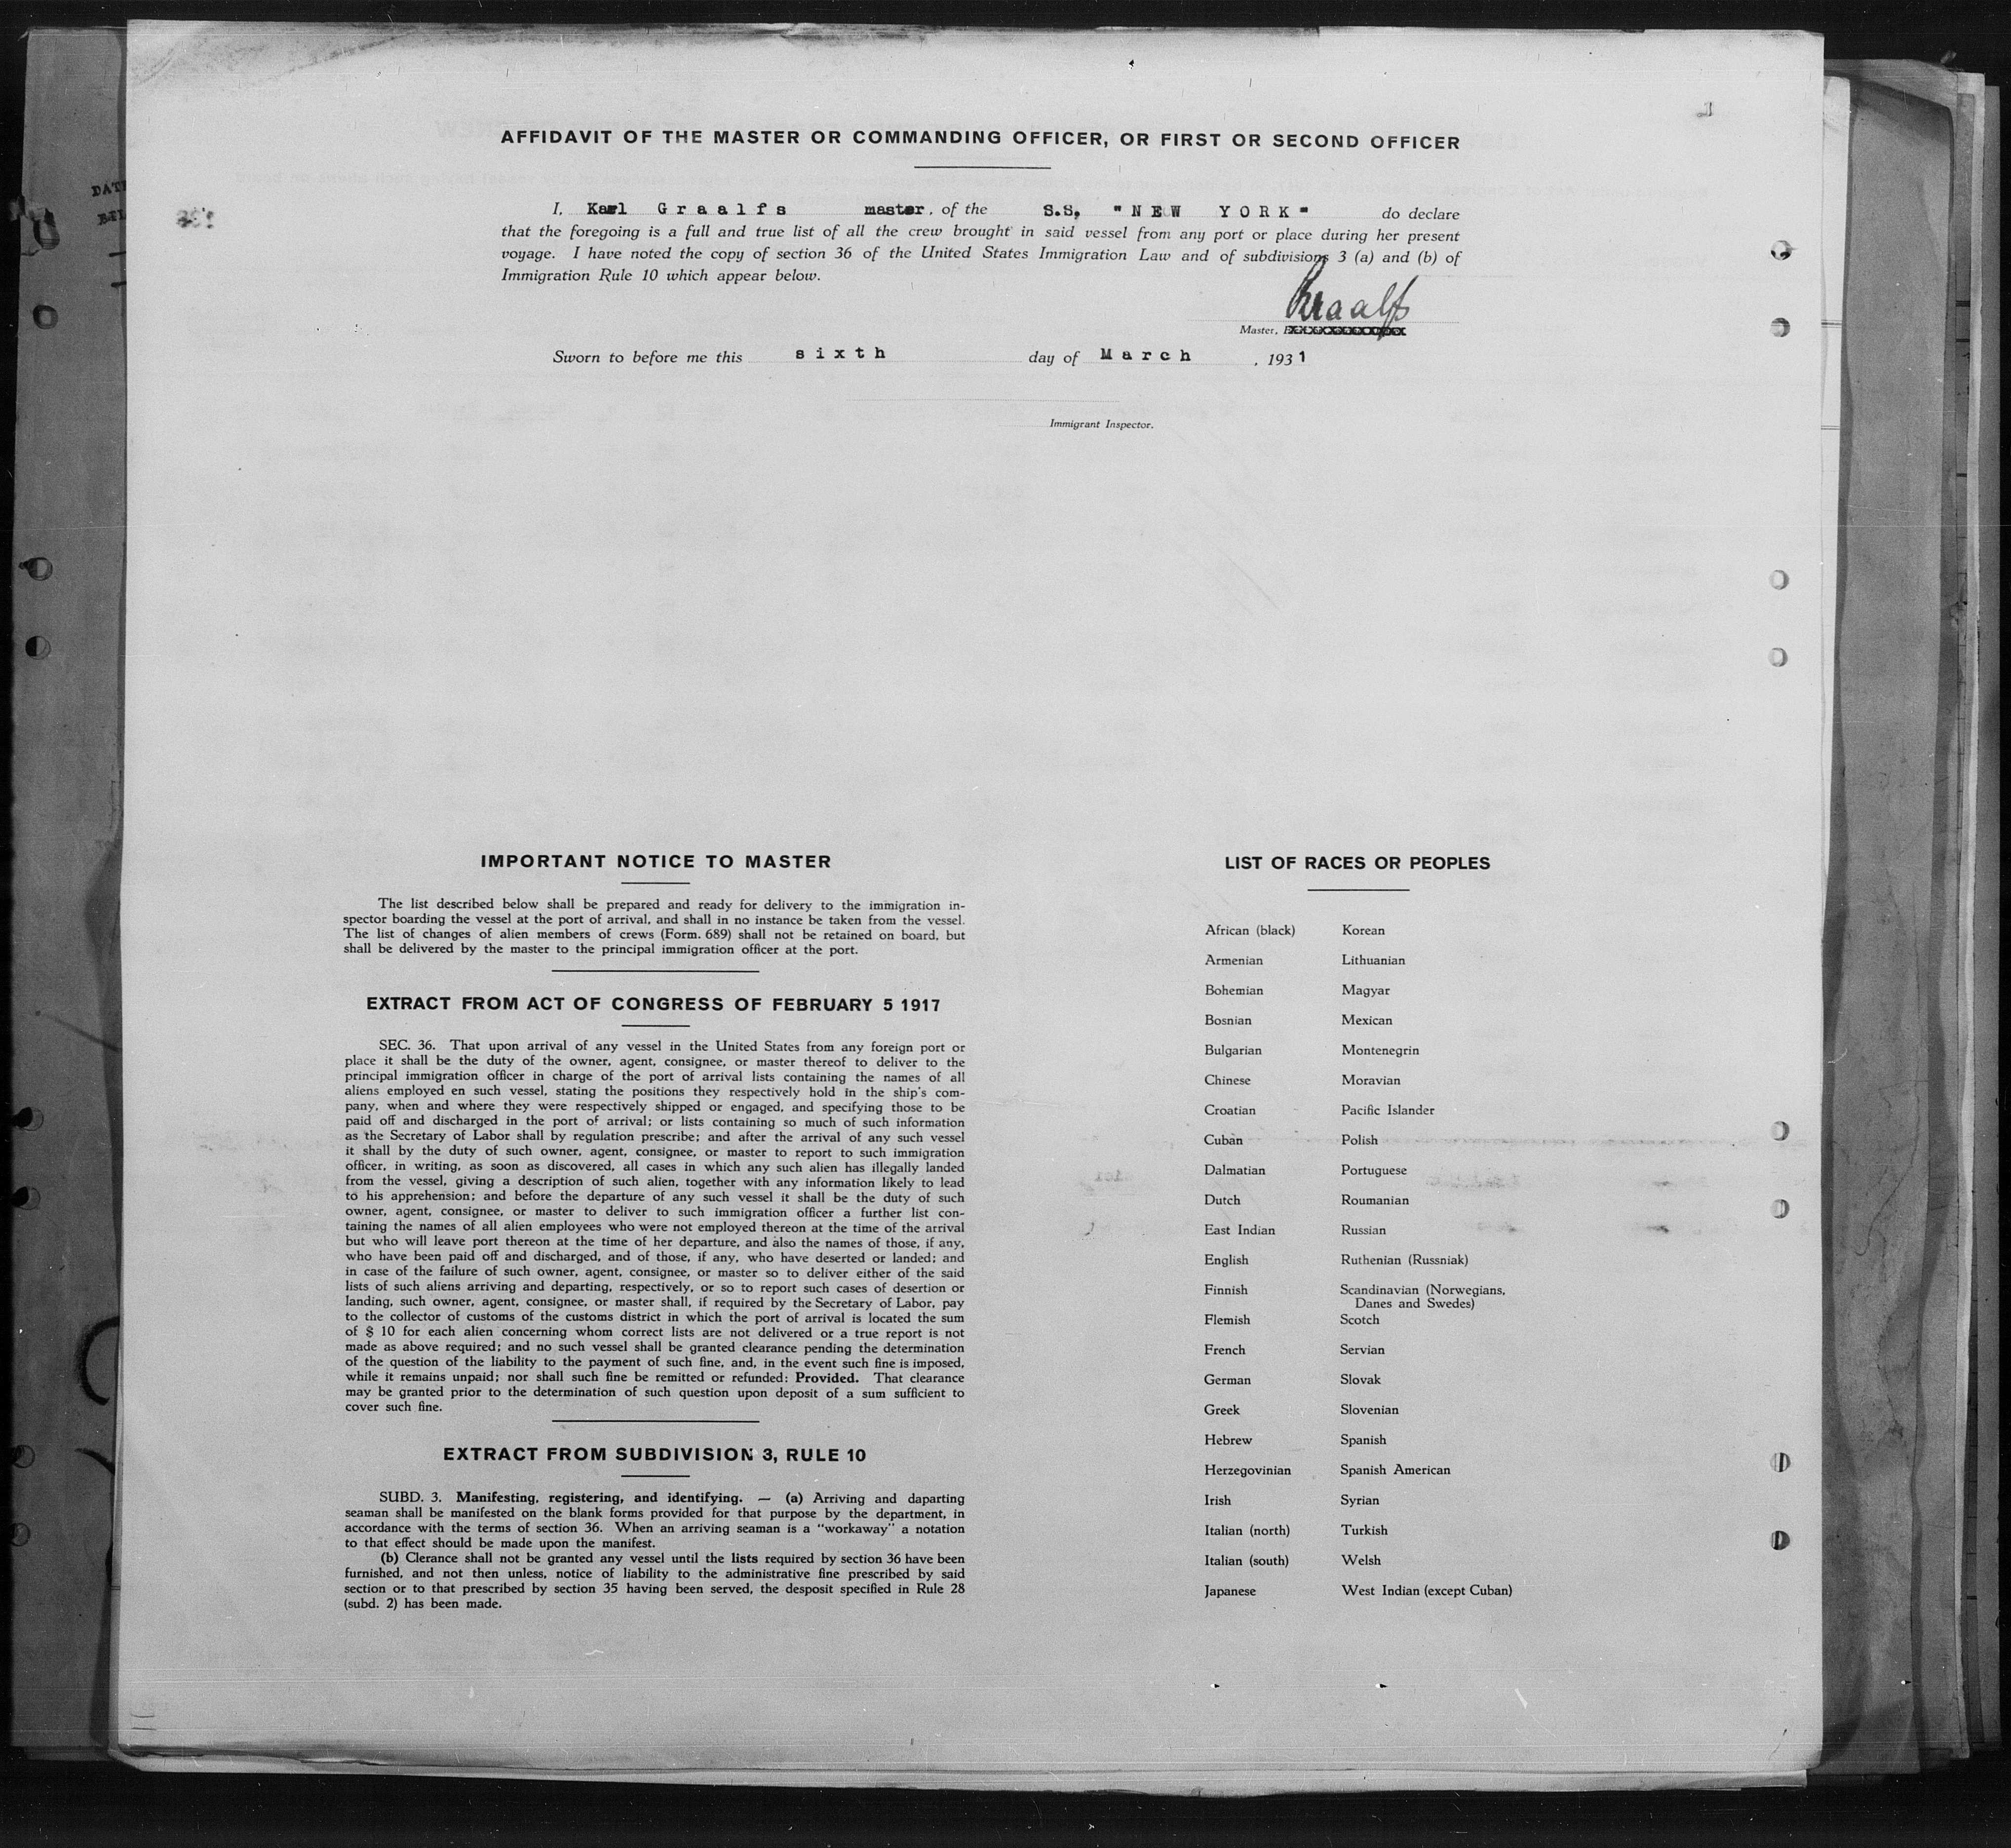 AFFIDAVIT OF THE MASTER OR COMMANDING OFFICER, OR FIRST OR SECOND OFFICER
I, Karl Graalfs master, of the S.S, "NEW YORK" do declare
that the foregoing is a full and true list of all the crew brought in said vessel from any port or place during her present
voyage. I have noted the copy of section 36 of the United States Immigration Law and of subdivisions 3 (a) and (b) of
Immigration Rule 10 which appear below.
Graalfs
Master,
Sworn to before me this sixth day of March, 1931
Immigrant Inspector.
IMPORTANT NOTICE TO MASTER
The list described below shall be prepared and ready for delivery to the immigration in-
spector boarding the vessel at the port of arrival, and shall in no instance be taken from the vessel.
The list of changes of alien members of crews (Form. 689) shall not be retained on board, but
shall be delivered by the master to the principal immigration officer at the port.
EXTRACT FROM ACT OF CONGRESS OF FEBRUARY 5 1917
SEC. 36. That upon arrival of any vessel in the United States from any foreign port or
place it shall be the duty of the owner, agent, consignee, or master thereof to deliver to the
principal immigration officer in charge of the port of arrival lists containing the names of all
aliens employed en such vessel, stating the positions they respectively hold in the ship's com-
pany, when and where they were respectively shipped or engaged, and specifying those to be
paid off and discharged in the port of arrival; or lists containing so much of such information
as the Secretary of Labor shall by regulation prescribe; and after the arrival of any such vessel
it shall by the duty of such owner, agent, consignee, or master to report to such immigration
officer, in writing, as soon as discovered, all cases in which any such alien has illegally landed
from the vessel, giving a description of such alien, together with any information likely to lead
to his apprehension; and before the departure of any such vessel it shall be the duty of such
owner, agent, consignee, or master to deliver to such immigration officer a further list con-
taining the names of all alien employees who were not employed thereon at the time of the arrival
but who will leave port thereon at the time of her departure, and also the names of those, if any,
who have been paid off and discharged, and of those, if any, who have deserted or landed; and
in case of the failure of such owner, agent, consignee, or master so to deliver either of the said
lists of such aliens arriving and departing, respectively, or so to report such cases of desertion or
landing, such owner, agent, consignee, or master shall, if required by the Secretary of Labor, pay
to the collector of customs of the customs district in which the port of arrival is located the sum
of $ 10 for each alien concerning whom correct lists are not delivered or a true report is not
made as above required; and no such vessel shall be granted clearance pending the determination
of the question of the liability to the payment of such fine, and, in the event such fine is imposed,
while it remains unpaid; nor shall such fine be remitted or refunded: Provided. That clearance
may be granted prior to the determination of such question upon deposit of a sum sufficient to
cover such fine.
EXTRACT FROM SUBDIVISION 3, RULE 10
SUBD. 3. Manifesting, registering, and identifying. — (a) Arriving and daparting
seaman shall be manifested on the blank forms provided for that purpose by the department, in
accordance with the terms of section 36. When an arriving seaman is a "workaway" a notation
to that effect should be made upon the manifest.
(b) Clerance shall not be granted any vessel until the lists required by section 36 have been
furnished, and not then unless, notice of liability to the administrative fine prescribed by said
section or to that prescribed by section 35 having been served, the desposit specified in Rule 28
(subd. 2) has been made.
LIST OF RACES OR PEOPLES
African (black) Korean
Armenian Lithuanian
Bohemian Magyar
Bosnian Mexican
Bulgarian Montenegrin
Chinese Moravian
Croatian Pacific Islander
Cuban Polish
Dalmatian Portuguese
Dutch Roumanian
East Indian Russian
English Ruthenian (Russniak)
Finnish Scandinavian (Norwegians,
Danes and Swedes)
Flemish Scotch
French Servian
German Slovak
Greek Slovenian
Hebrew Spanish
Herzegovinian Spanish American
Irish Syrian
Italian (north) Turkish
Italian (south) Welsh
Japanese West Indian (except Cuban)